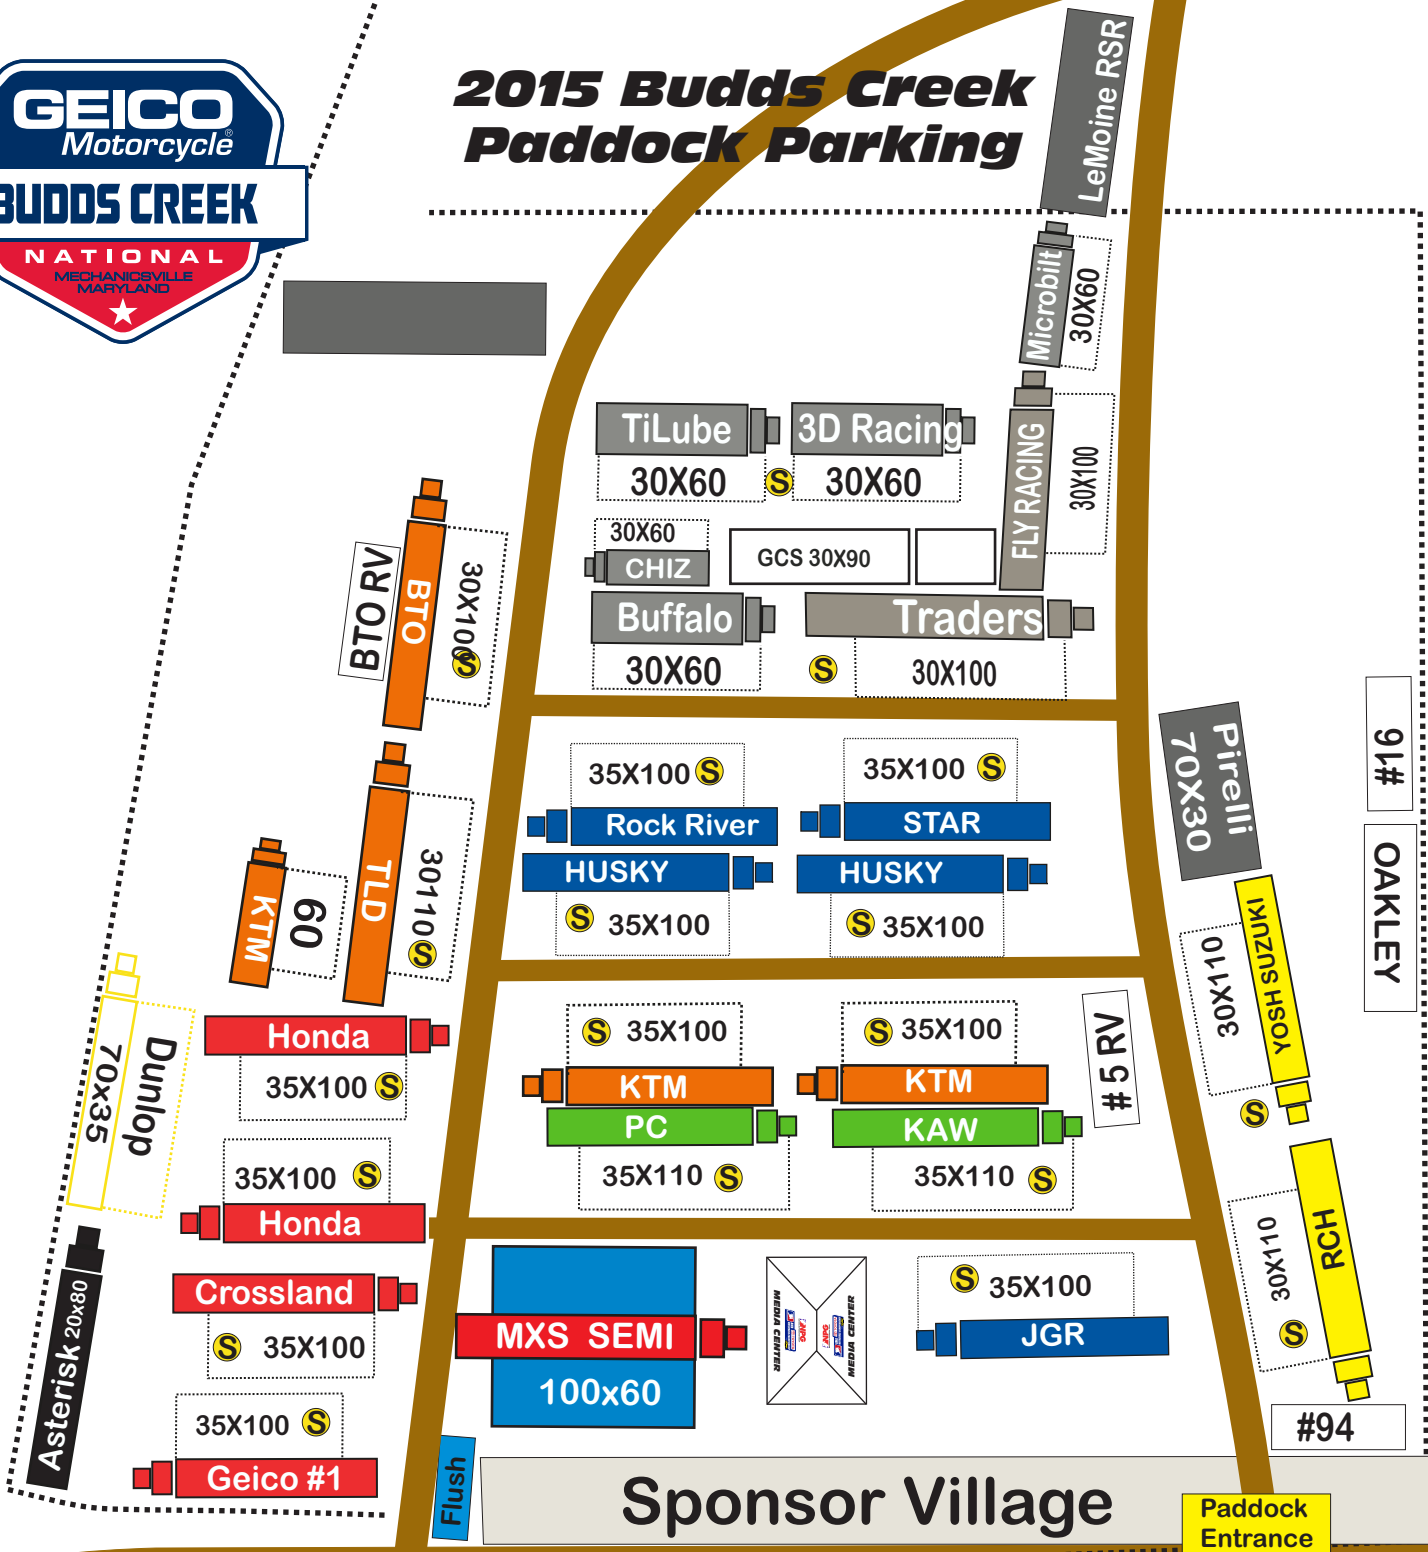 GEICO
Motorcycle®
BUDDS CREEK
NATIONAL
MECHANICSVILLE
MARYLAND
2015 Budds Creek
Paddock Parking
LeMoine RSR
Microbilt
30X60
FLY RACING
30X100
TiLube
30X60
S
3D Racing
30X60
30X60
CHIZ
GCS 30X90
Buffalo
30X60
Traders
S
30X100
BTO RV
BTO
30X100
S
TLD
30110
S
KTM
60
35X100 S
Rock River
35X100 S
STAR
HUSKY
S 35X100
HUSKY
S 35X100
Pirelli
70X30
#16
OAKLEY
YOSH SUZUKI
30X110
S
Dunlop
70x35
Honda
35X100 S
35X100 S
Honda
S 35X100
KTM
PC
35X110 S
S 35X100
KTM
KAW
35X110 S
#5 RV
RCH
30X110
S
#94
Asterisk 20x80
Crossland
S 35X100
35X100 S
Geico #1
MXS SEMI
100x60
MEDIA CENTER
MEDIA CENTER
S 35X100
JGR
Flush
Sponsor Village
Paddock
Entrance